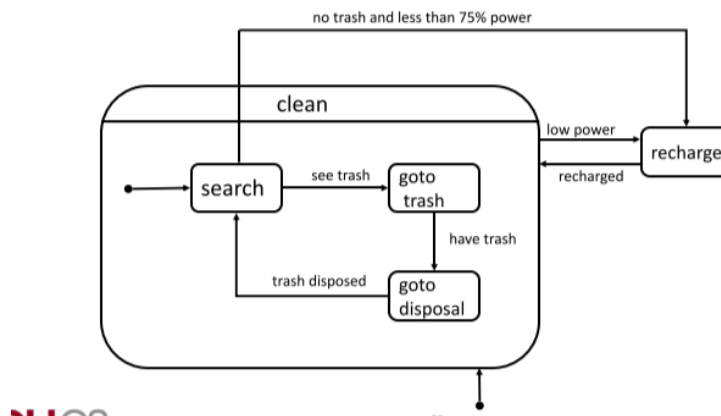 no trash and less than 75% power
clean
low power
recharge
recharged
search
see trash
goto
trash
have trash
trash disposed
goto
disposal